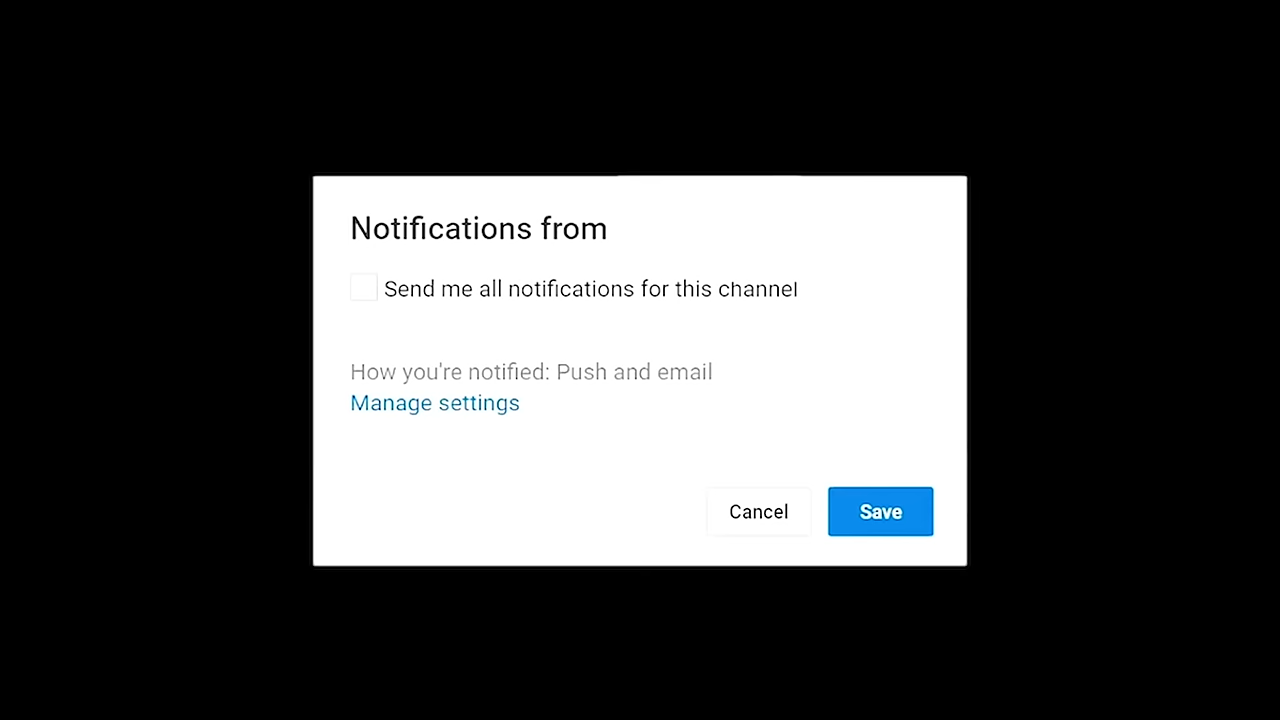 Notifications from
Send me all notifications for this channel
How you're notified: Push and email
Manage settings
Cancel Save